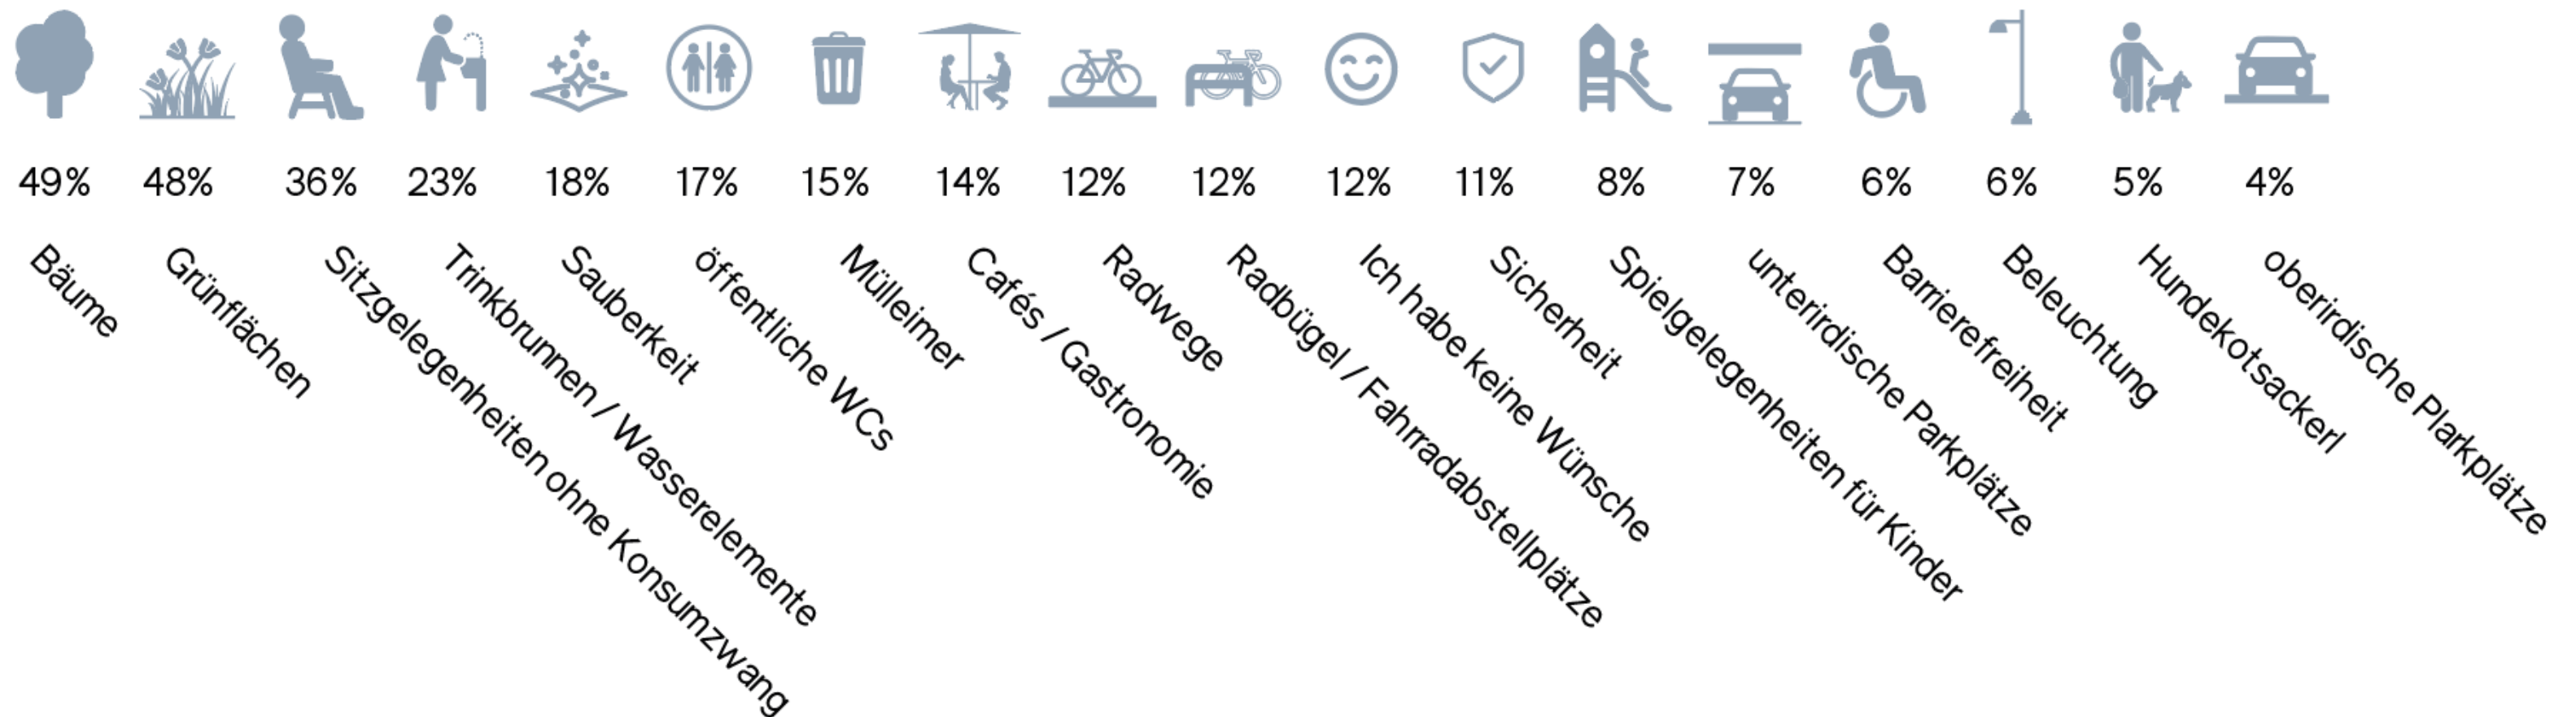 49% 48% 36% 23% 18% 17% 15% 14% 12% 12% 12% 11% 8% 7% 6% 6% 5% 4%
Bäume
Grünflächen
Sitzgelegenheiten ohne Konsumzwang
Trinkbrunnen / Wasserelemente
Sauberkeit
öffentliche WCs
Mülleimer
Cafés / Gastronomie
Radwege
Radbügel / Fahrradabstellplätze
Ich habe keine Wünsche
Sicherheit
Spielgelegenheiten für Kinder
unterirdische Parkplätze
Barrierefreiheit
Beleuchtung
Hundekotsackerl
oberirdische Plarkplätze